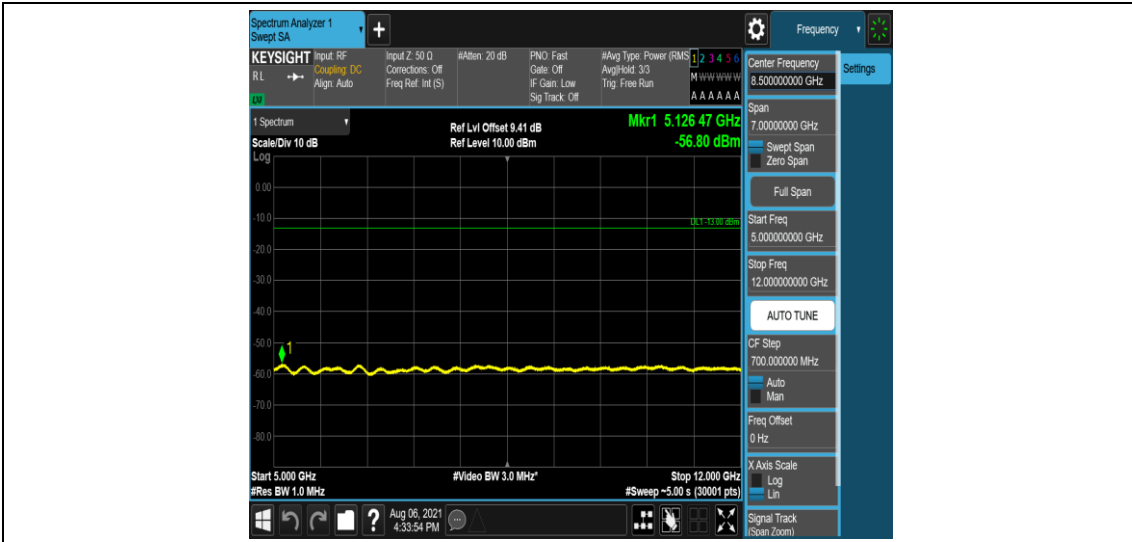 Spectrum Analyzer 1
Swept SA
+
Frequency
KEYSIGHT
RL
LXI
Input: RF
Coupling: DC
Align: Auto
Input Z: 50 Ω
Corrections: Off
Freq Ref: Int (S)
#Atten: 20 dB
PNO: Fast
Gate: Off
IF Gain: Low
Sig Track: Off
#Avg Type: Power (RMS
Avg|Hold: 3/3
Trig: Free Run
1 2 3 4 5 6
M W W W W W
A A A A A A
1 Spectrum
Scale/Div 10 dB
Log
Ref Lvl Offset 9.41 dB
Ref Level 10.00 dBm
Mkr1 5.126 47 GHz
-56.80 dBm
0.00
-10.0
DL1 -13.00 dBm
-20.0
-30.0
-40.0
-50.0
1
-60.0
-70.0
-80.0
Start 5.000 GHz
#Res BW 1.0 MHz
#Video BW 3.0 MHz*
Stop 12.000 GHz
#Sweep ~5.00 s (30001 pts)
?
Aug 06, 2021
4:33:54 PM
Center Frequency
8.500000000 GHz
Settings
Span
7.00000000 GHz
Swept Span
Zero Span
Full Span
Start Freq
5.000000000 GHz
Stop Freq
12.000000000 GHz
AUTO TUNE
CF Step
700.000000 MHz
Auto
Man
Freq Offset
0 Hz
X Axis Scale
Log
Lin
Signal Track
(Span Zoom)